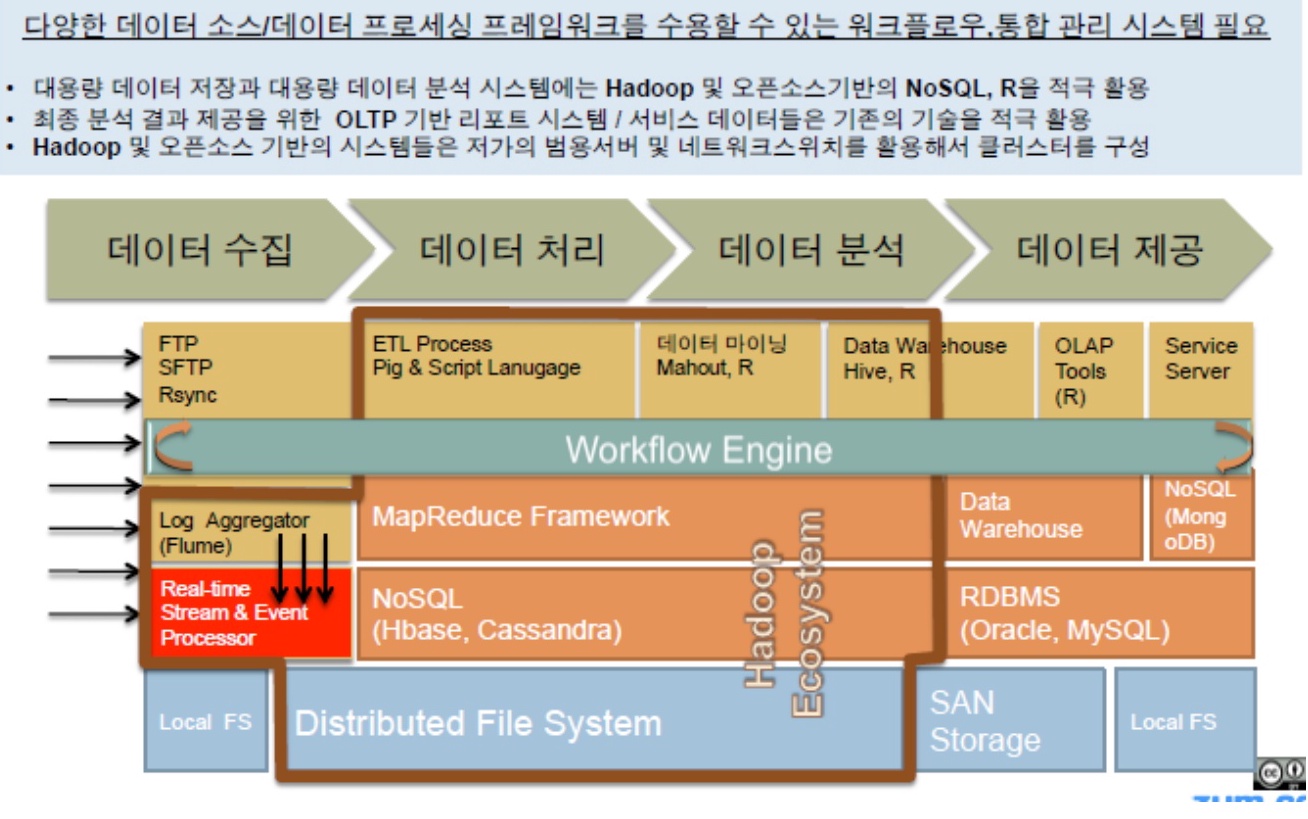 다양한 데이터 소스/데이터 프로세싱 프레임워크를 수용할 수 있는 워크플로우,통합 관리 시스템 필요
• 대용량 데이터 저장과 대용량 데이터 분석 시스템에는 Hadoop 및 오픈소스기반의 NoSQL, R을 적극 활용
• 최종 분석 결과 제공을 위한 OLTP 기반 리포트 시스템 / 서비스 데이터들은 기존의 기술을 적극 활용
• Hadoop 및 오픈소스 기반의 시스템들은 저가의 범용서버 및 네트워크스위치를 활용해서 클러스터를 구성
데이터 수집
데이터 처리
데이터 분석
데이터 제공
FTP
SFTP
Rsync
ETL Process
Pig & Script Lanugage
데이터 마이닝
Mahout, R
Data Warehouse
Hive, R
OLAP
Tools
(R)
Service
Server
Workflow Engine
Log Aggregator
(Flume)
MapReduce Framework
Data
Warehouse
NoSQL
(Mong
oDB)
Real-time
Stream & Event
Processor
NoSQL
(Hbase, Cassandra)
Hadoop
Ecosystem
RDBMS
(Oracle, MySQL)
Local FS
Distributed File System
SAN
Storage
Local FS
cc